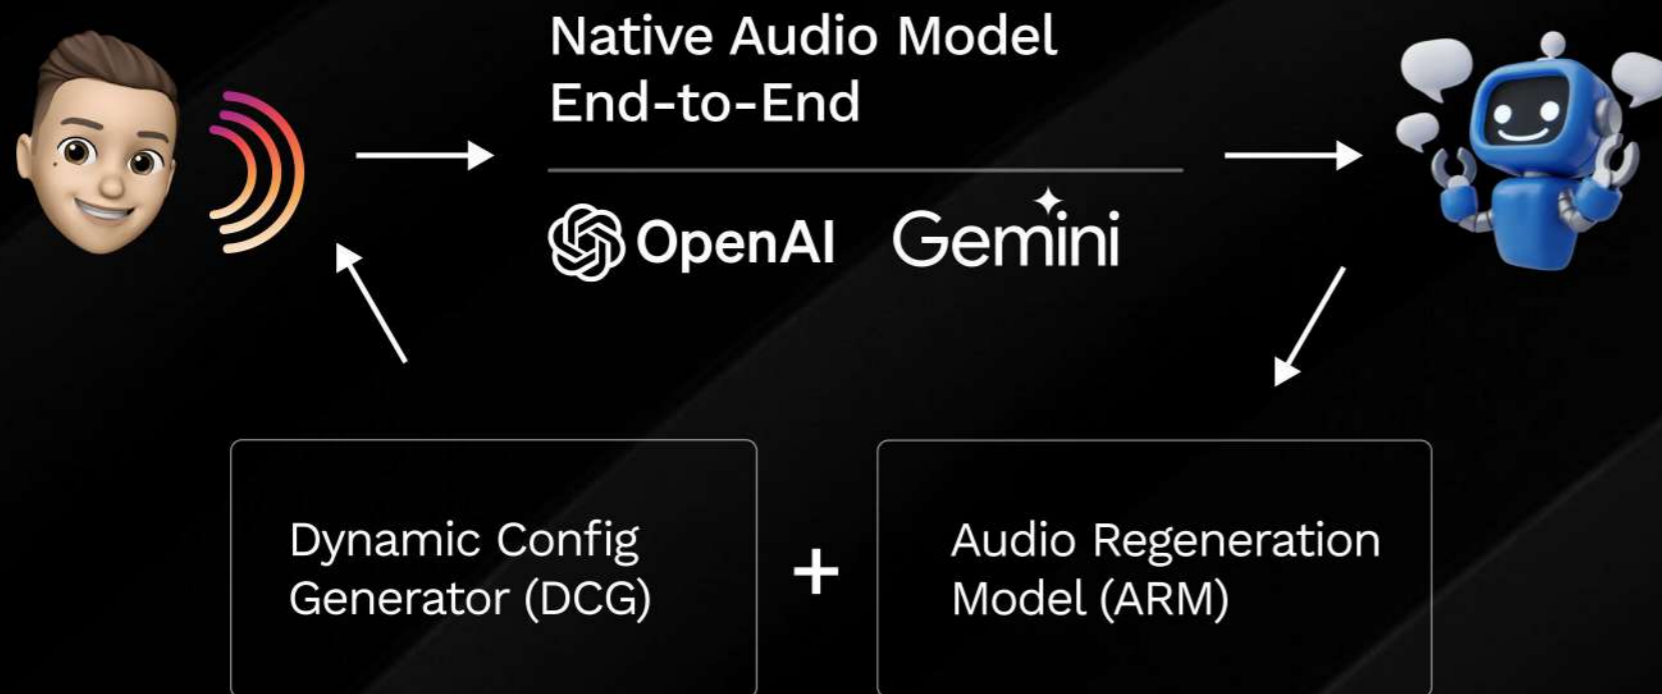 Native Audio Model
End-to-End
OpenAI Gemini
Dynamic Config
Generator (DCG)
+
Audio Regeneration
Model (ARM)